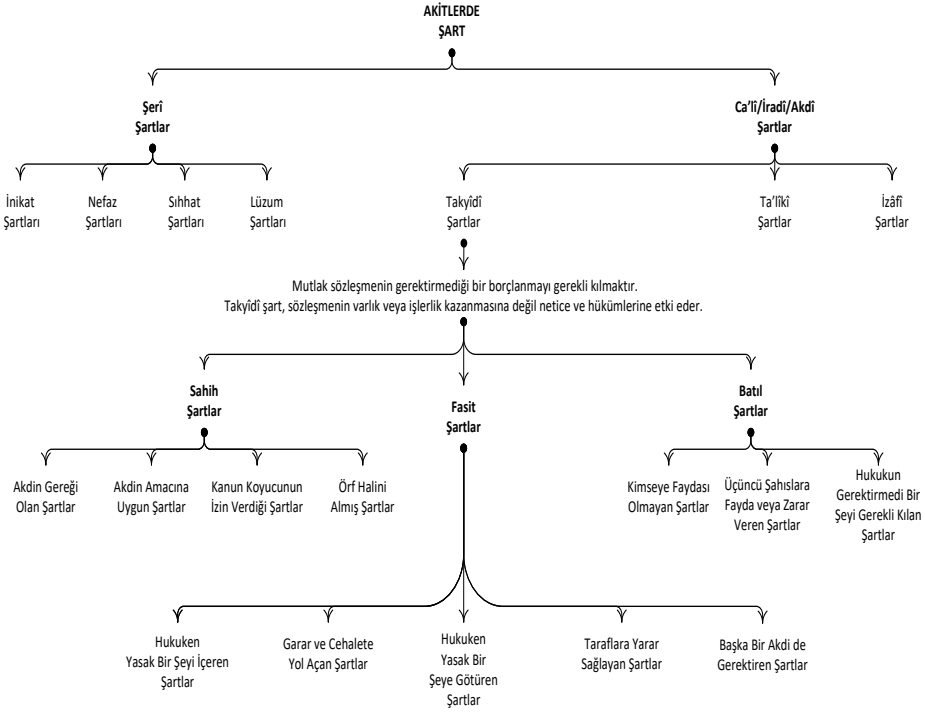 AKİTLERDE
ŞART
Şerî
Şartlar
Ca'lî/İradî/Akdî
Şartlar
İnikat
Şartları
Nefaz
Şartları
Sıhhat
Şartları
Lüzum
Şartları
Takyîdî
Şartlar
Ta'lîkî
Şartlar
İzâfî
Şartlar
Mutlak sözleşmenin gerektirmediği bir borçlanmayı gerekli kılmaktır.
Takyîdî şart, sözleşmenin varlık veya işlerlik kazanmasına değil netice ve hükümlerine etki eder.
Sahih
Şartlar
Fasit
Şartlar
Batıl
Şartlar
Akdin Gereği
Olan Şartlar
Akdin Amacına
Uygun Şartlar
Kanun Koyucunun
İzin Verdiği Şartlar
Örf Halini
Almış Şartlar
Kimseye Faydası
Olmayan Şartlar
Üçüncü Şahıslara
Fayda veya Zarar
Veren Şartlar
Hukukun
Gerektirmedi Bir
Şeyi Gerekli Kılan
Şartlar
Hukuken
Yasak Bir Şeyi İçeren
Şartlar
Garar ve Cehalete
Yol Açan Şartlar
Hukuken
Yasak Bir
Şeye Götüren
Şartlar
Taraflara Yarar
Sağlayan Şartlar
Başka Bir Akdi de
Gerektiren Şartlar